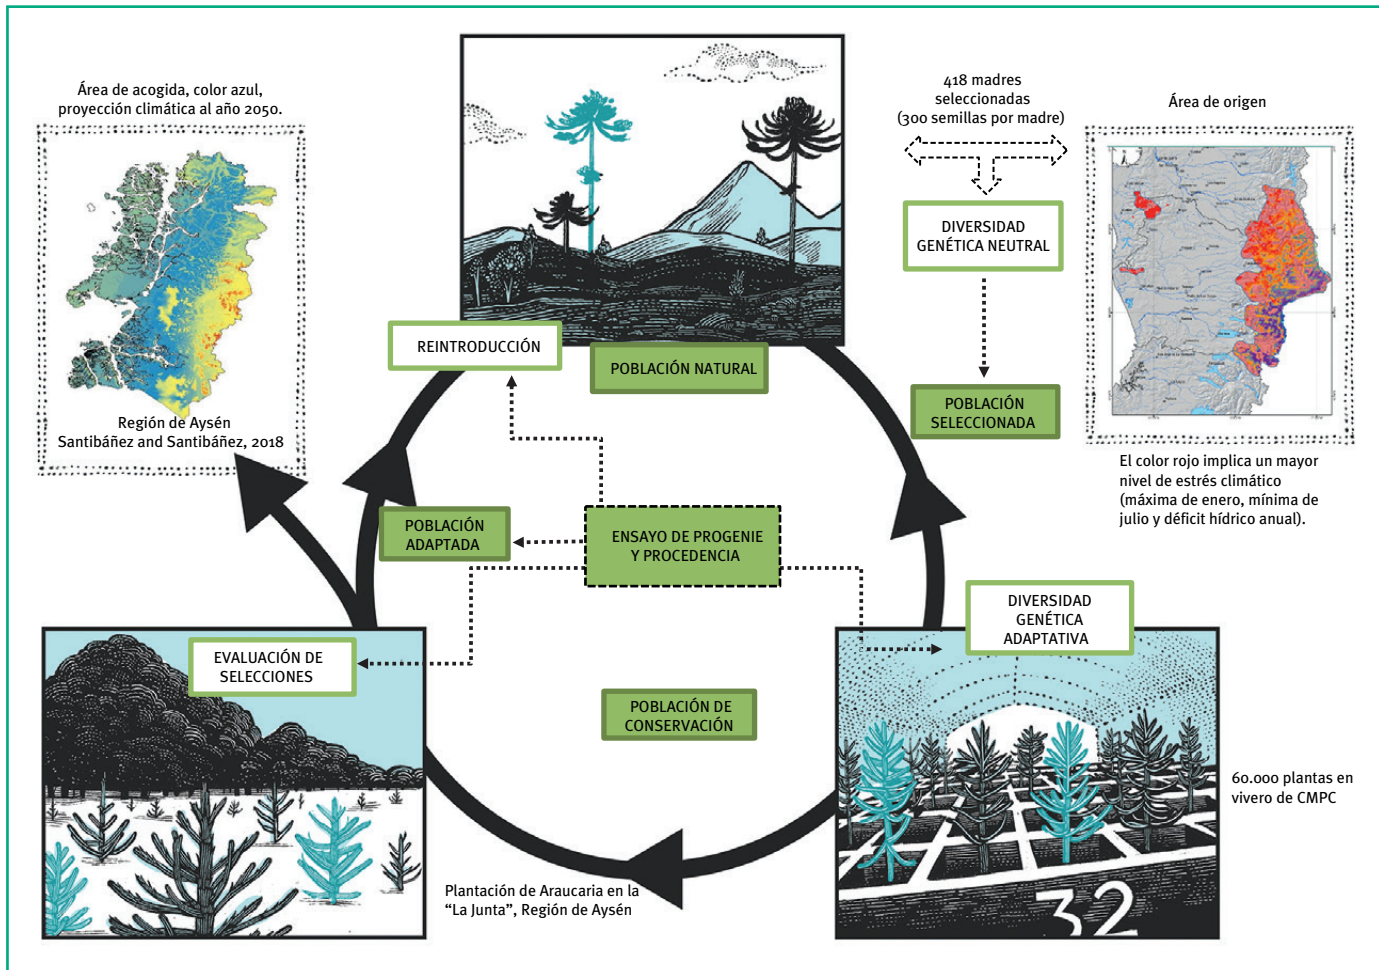 Área de acogida, color azul,
proyección climática al año 2050.
Región de Aysén
Santibáñez and Santibáñez, 2018
418 madres
seleccionadas
(300 semillas por madre)
Área de origen
DIVERSIDAD
GENÉTICA NEUTRAL
REINTRODUCCIÓN
POBLACIÓN NATURAL
POBLACIÓN
SELECCIONADA
El color rojo implica un mayor
nivel de estrés climático
(máxima de enero, mínima de
julio y déficit hídrico anual).
POBLACIÓN
ADAPTADA
ENSAYO DE PROGENIE
Y PROCEDENCIA
DIVERSIDAD
GENÉTICA
ADAPTATIVA
EVALUACIÓN DE
SELECCIONES
POBLACIÓN DE
CONSERVACIÓN
60.000 plantas en
vivero de CMPC
Plantación de Araucaria en la
“La Junta”, Región de Aysén
32